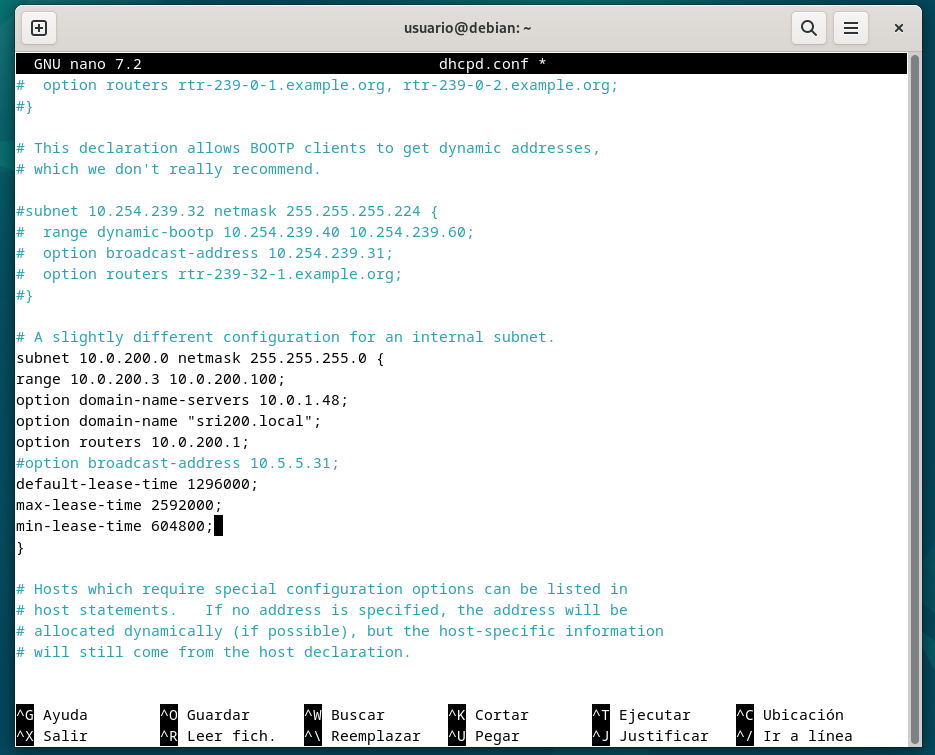 usuario@debian: ~
GNU nano 7.2 dhcpd.conf *
#  option routers rtr-239-0-1.example.org, rtr-239-0-2.example.org;
#}
# This declaration allows BOOTP clients to get dynamic addresses,
# which we don't really recommend.
#subnet 10.254.239.32 netmask 255.255.255.224 {
#  range dynamic-bootp 10.254.239.40 10.254.239.60;
#  option broadcast-address 10.254.239.31;
#  option routers rtr-239-32-1.example.org;
#}
# A slightly different configuration for an internal subnet.
subnet 10.0.200.0 netmask 255.255.255.0 {
range 10.0.200.3 10.0.200.100;
option domain-name-servers 10.0.1.48;
option domain-name "sri200.local";
option routers 10.0.200.1;
#option broadcast-address 10.5.5.31;
default-lease-time 1296000;
max-lease-time 2592000;
min-lease-time 604800;
}
# Hosts which require special configuration options can be listed in
# host statements.   If no address is specified, the address will be
# allocated dynamically (if possible), but the host-specific information
# will still come from the host declaration.
^G Ayuda ^O Guardar ^W Buscar ^K Cortar ^T Ejecutar ^C Ubicación
^X Salir ^R Leer fich. ^\ Reemplazar ^U Pegar ^J Justificar ^/ Ir a línea